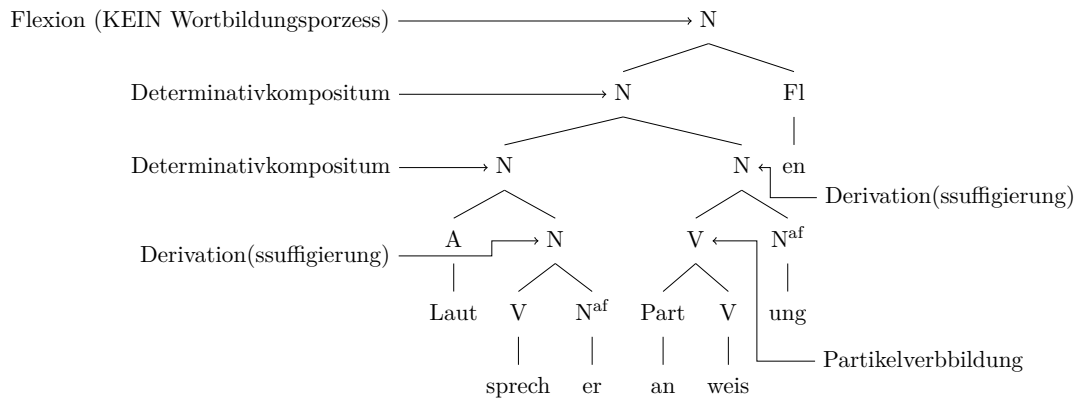 Flexion (KEIN Wortbildungsporzess) N
Determinativkompositum N Fl
Determinativkompositum N N en
Derivation(ssuffigierung)
A N V N^af
Derivation(ssuffigierung)
Laut V N^af Part V ung
Partikelverbbildung
sprech er an weis